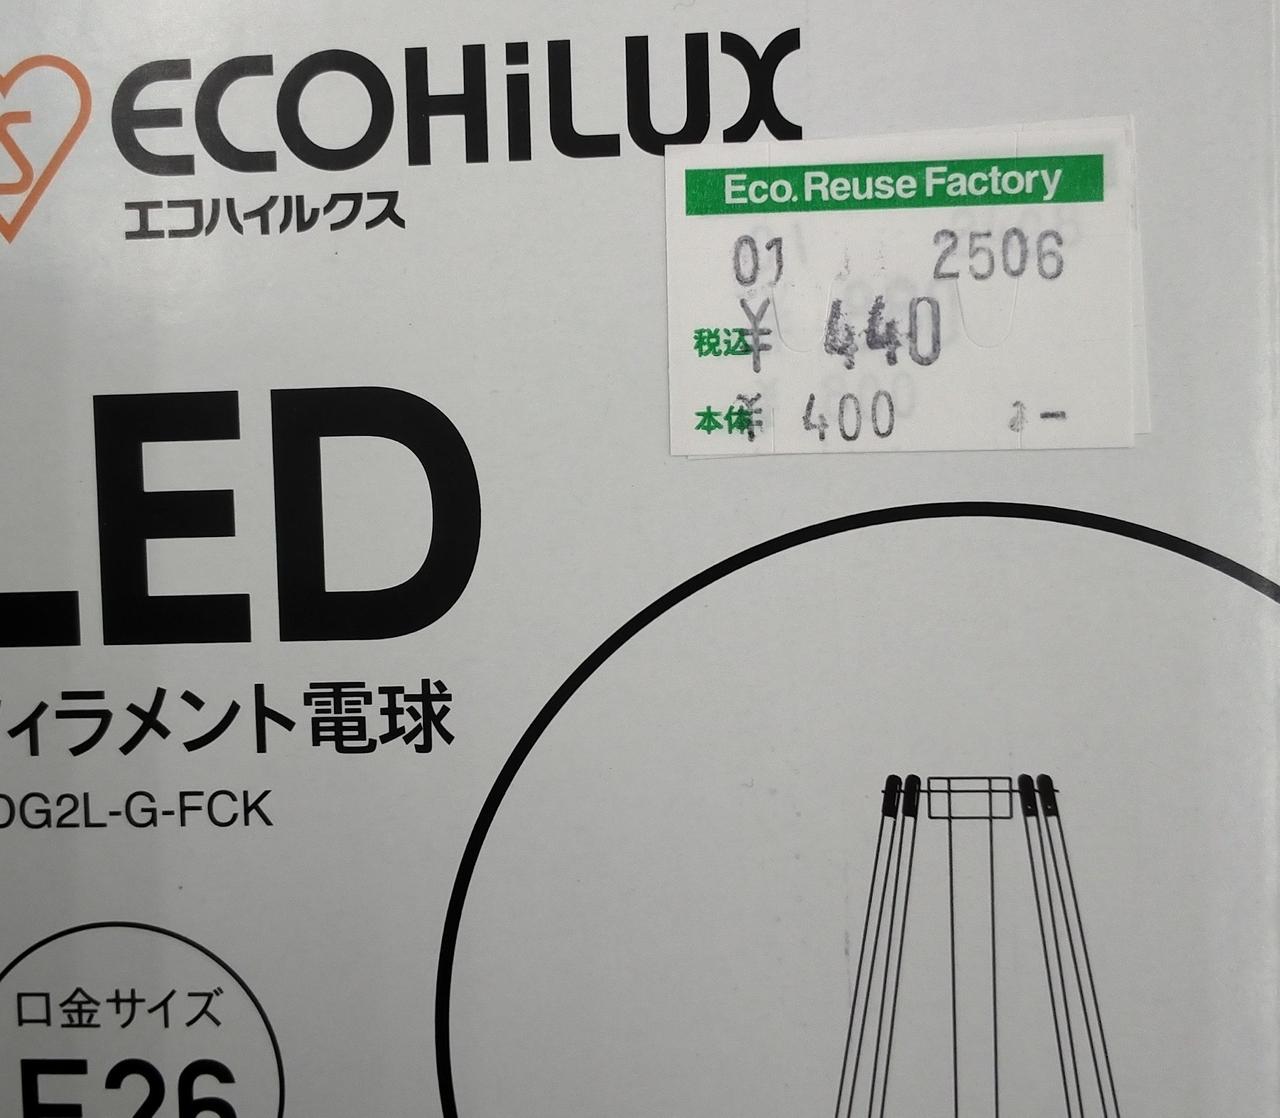 ECOHiLUX
エコハイルクス
Eco. Reuse Factory
01 2506
税込 ¥ 440
本体 ¥ 400 -
LED
ィラメント電球
DG2L-G-FCK
口金サイズ
E26